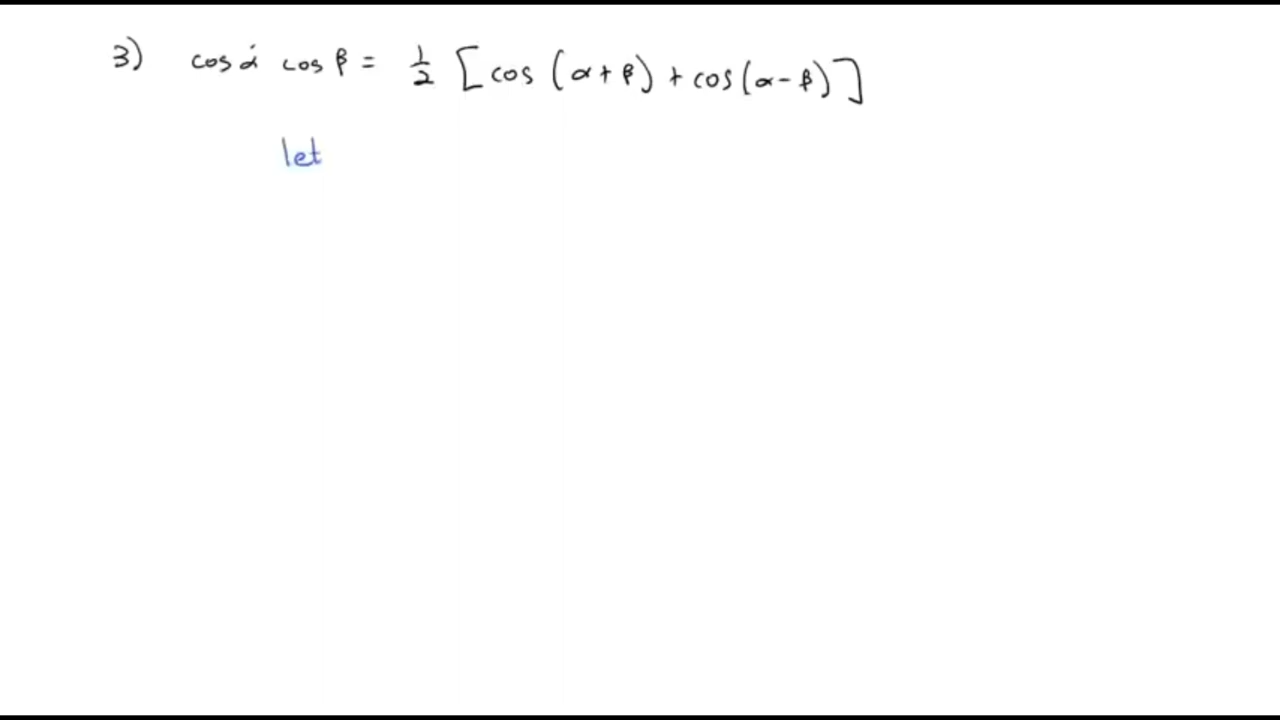 3) cos α cos β = 1/2 [cos (α + β) + cos (α - β)]
let